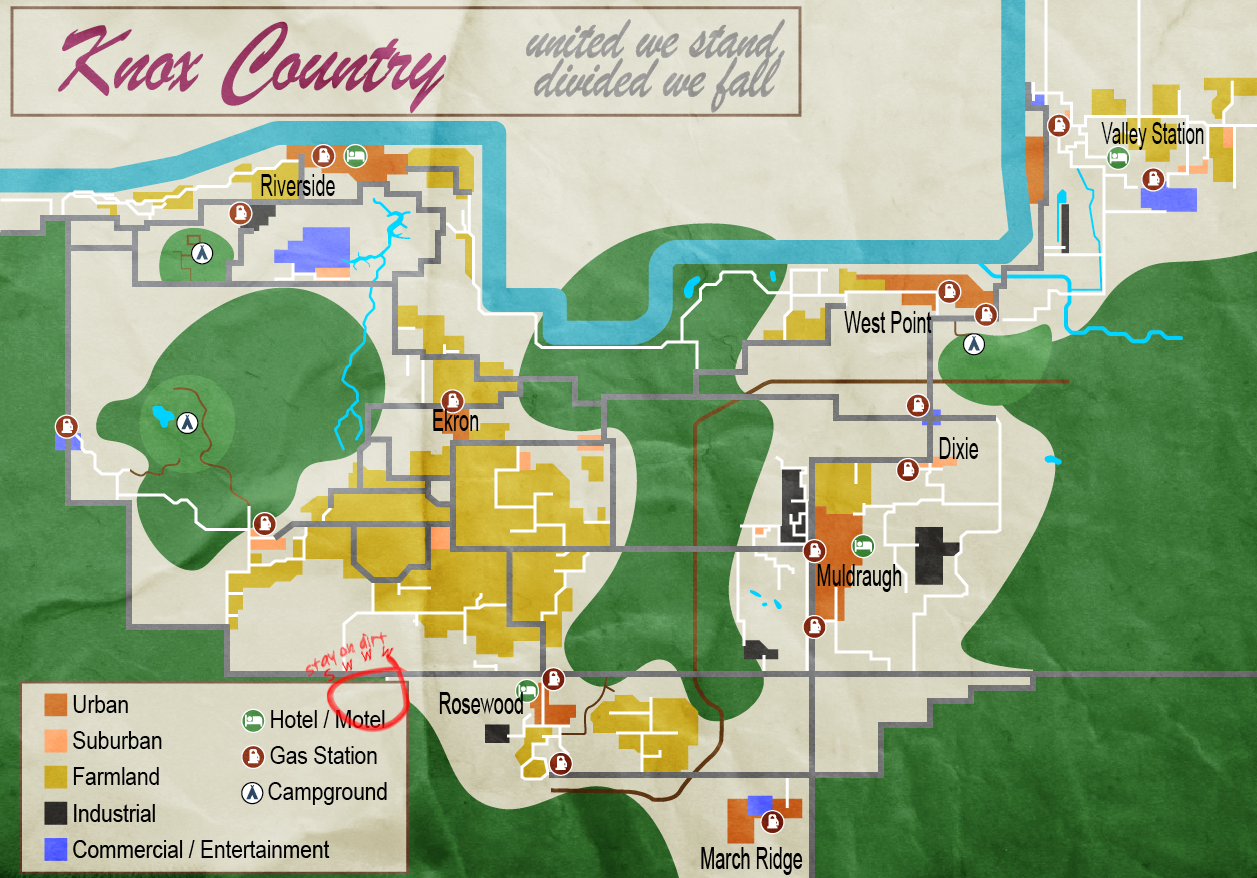 Knox Country
united we stand
divided we fall
Valley Station
Riverside
West Point
Ekron
Dixie
Muldraugh
stay on dirt
S W W W
Rosewood
Urban
Suburban
Farmland
Industrial
Commercial / Entertainment
Hotel / Motel
Gas Station
Campground
March Ridge